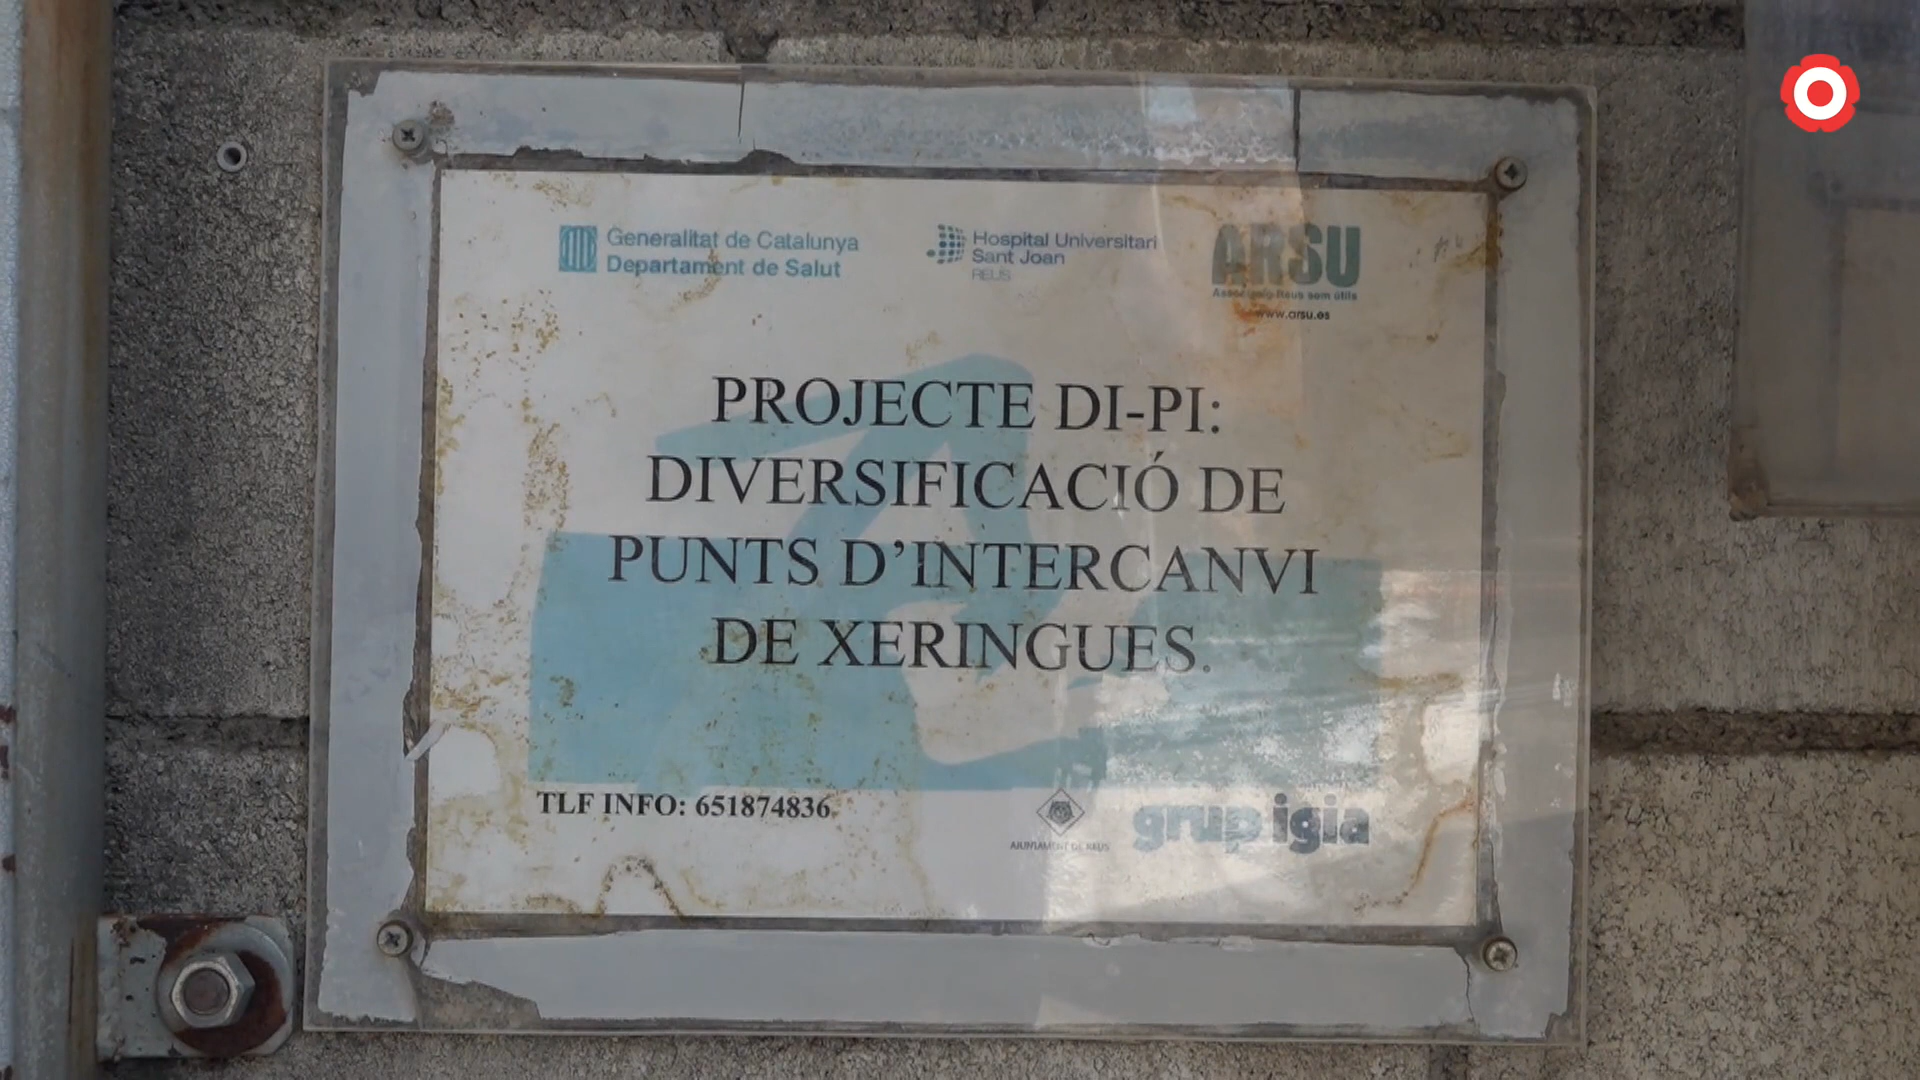 Generalitat de Catalunya
Departament de Salut
Hospital Universitari
Sant Joan
REUS
ARSU
Associació Reus som útils
www.arsu.es
PROJECTE DI-PI:
DIVERSIFICACIÓ DE
PUNTS D’INTERCANVI
DE XERINGUES.
TLF INFO: 651874836
AJUNTAMENT DE REUS
grup igia